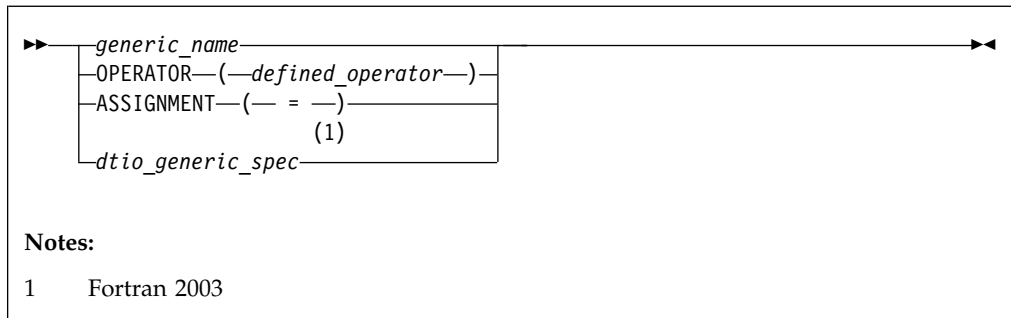 generic_name
OPERATOR ( defined_operator )
ASSIGNMENT ( = )
(1)
dtio_generic_spec
Notes:
1 Fortran 2003